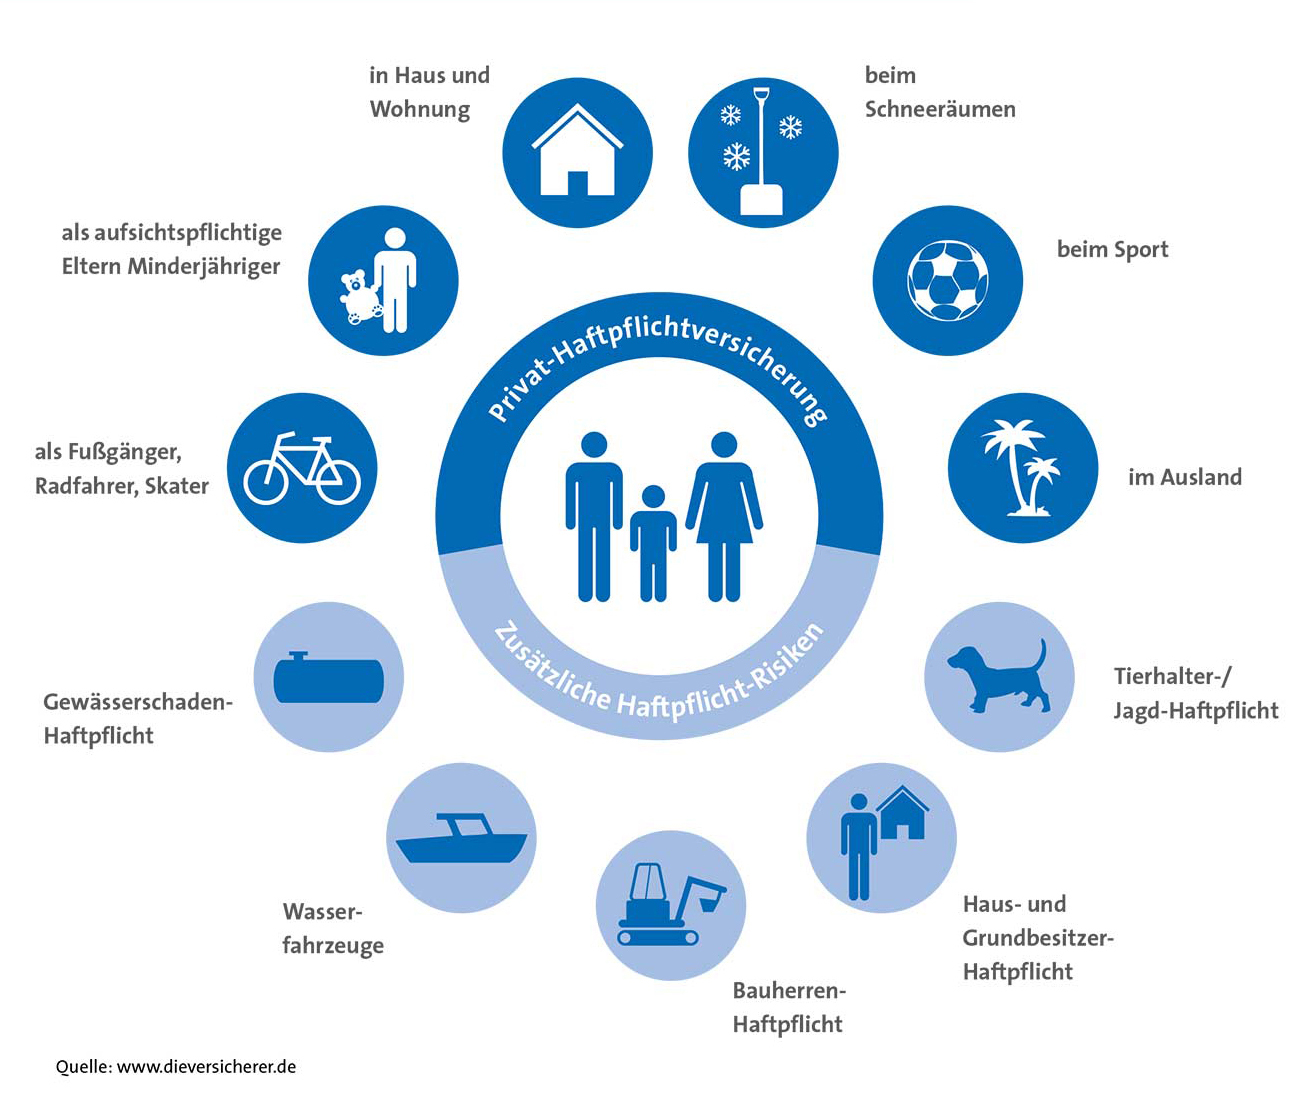 in Haus und
Wohnung
beim
Schneeräumen
als aufsichtspflichtige
Eltern Minderjähriger
beim Sport
als Fußgänger,
Radfahrer, Skater
im Ausland
Privat-Haftpflichtversicherung
Zusätzliche Haftpflicht-Risiken
Gewässerschaden-
Haftpflicht
Tierhalter-/
Jagd-Haftpflicht
Wasser-
fahrzeuge
Haus- und
Grundbesitzer-
Haftpflicht
Bauherren-
Haftpflicht
Quelle: www.dieversicherer.de